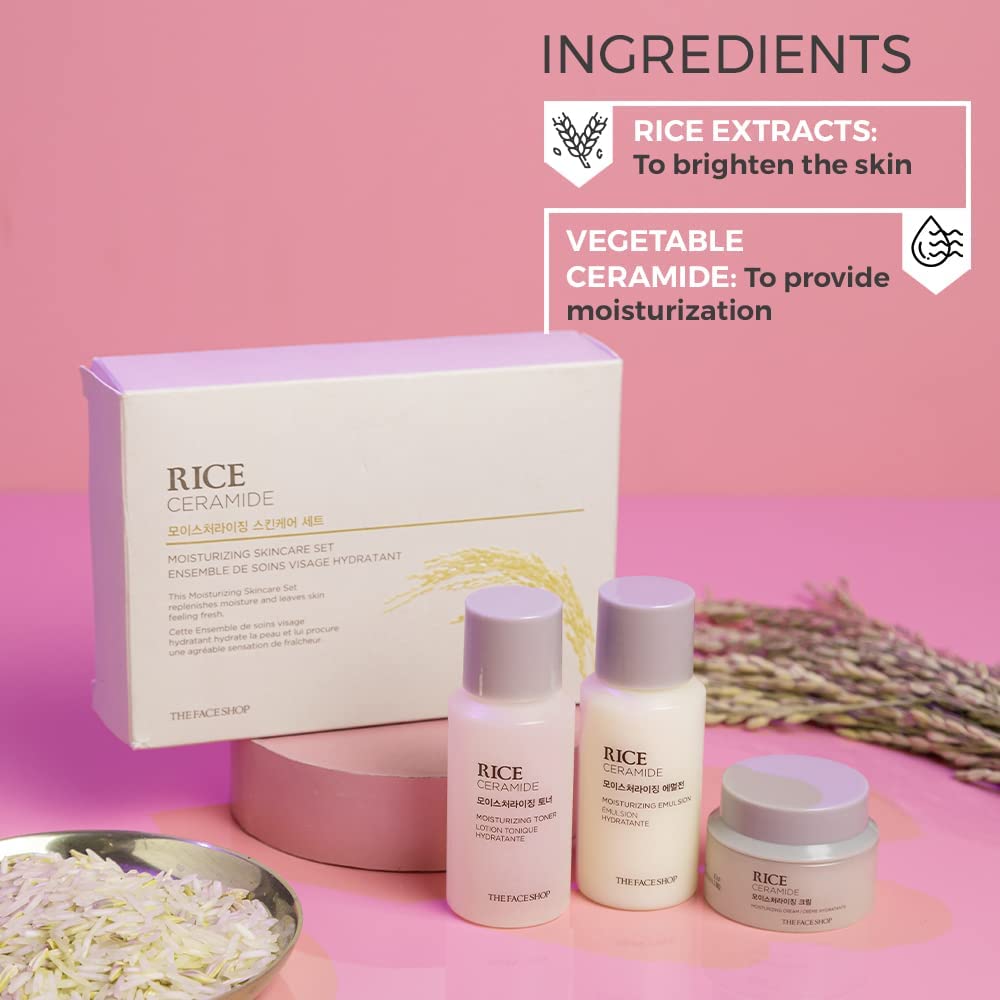 INGREDIENTS
RICE EXTRACTS:
To brighten the skin
VEGETABLE
CERAMIDE: To provide
moisturization
RICE
CERAMIDE
모이스처라이징 스킨케어 세트
MOISTURIZING SKINCARE SET
ENSEMBLE DE SOINS VISAGE HYDRATANT
This Moisturizing Skincare Set
replenishes moisture and leaves skin
feeling fresh.
Cette Ensemble de soins visage
hydratant hydrate la peau et lui procure
une agréable sensation de fraîcheur.
THE FACE SHOP
RICE
CERAMIDE
모이스처라이징 토너
MOISTURIZING TONER
LOTION TONIQUE
HYDRATANTE
THE FACE SHOP
RICE
CERAMIDE
모이스처라이징 에멀전
MOISTURIZING EMULSION
ÉMULSION
HYDRATANTE
THE FACE SHOP
RICE
CERAMIDE
모이스처라이징 크림
MOISTURIZING CREAM / CRÈME HYDRATANTE
THE FACE SHOP